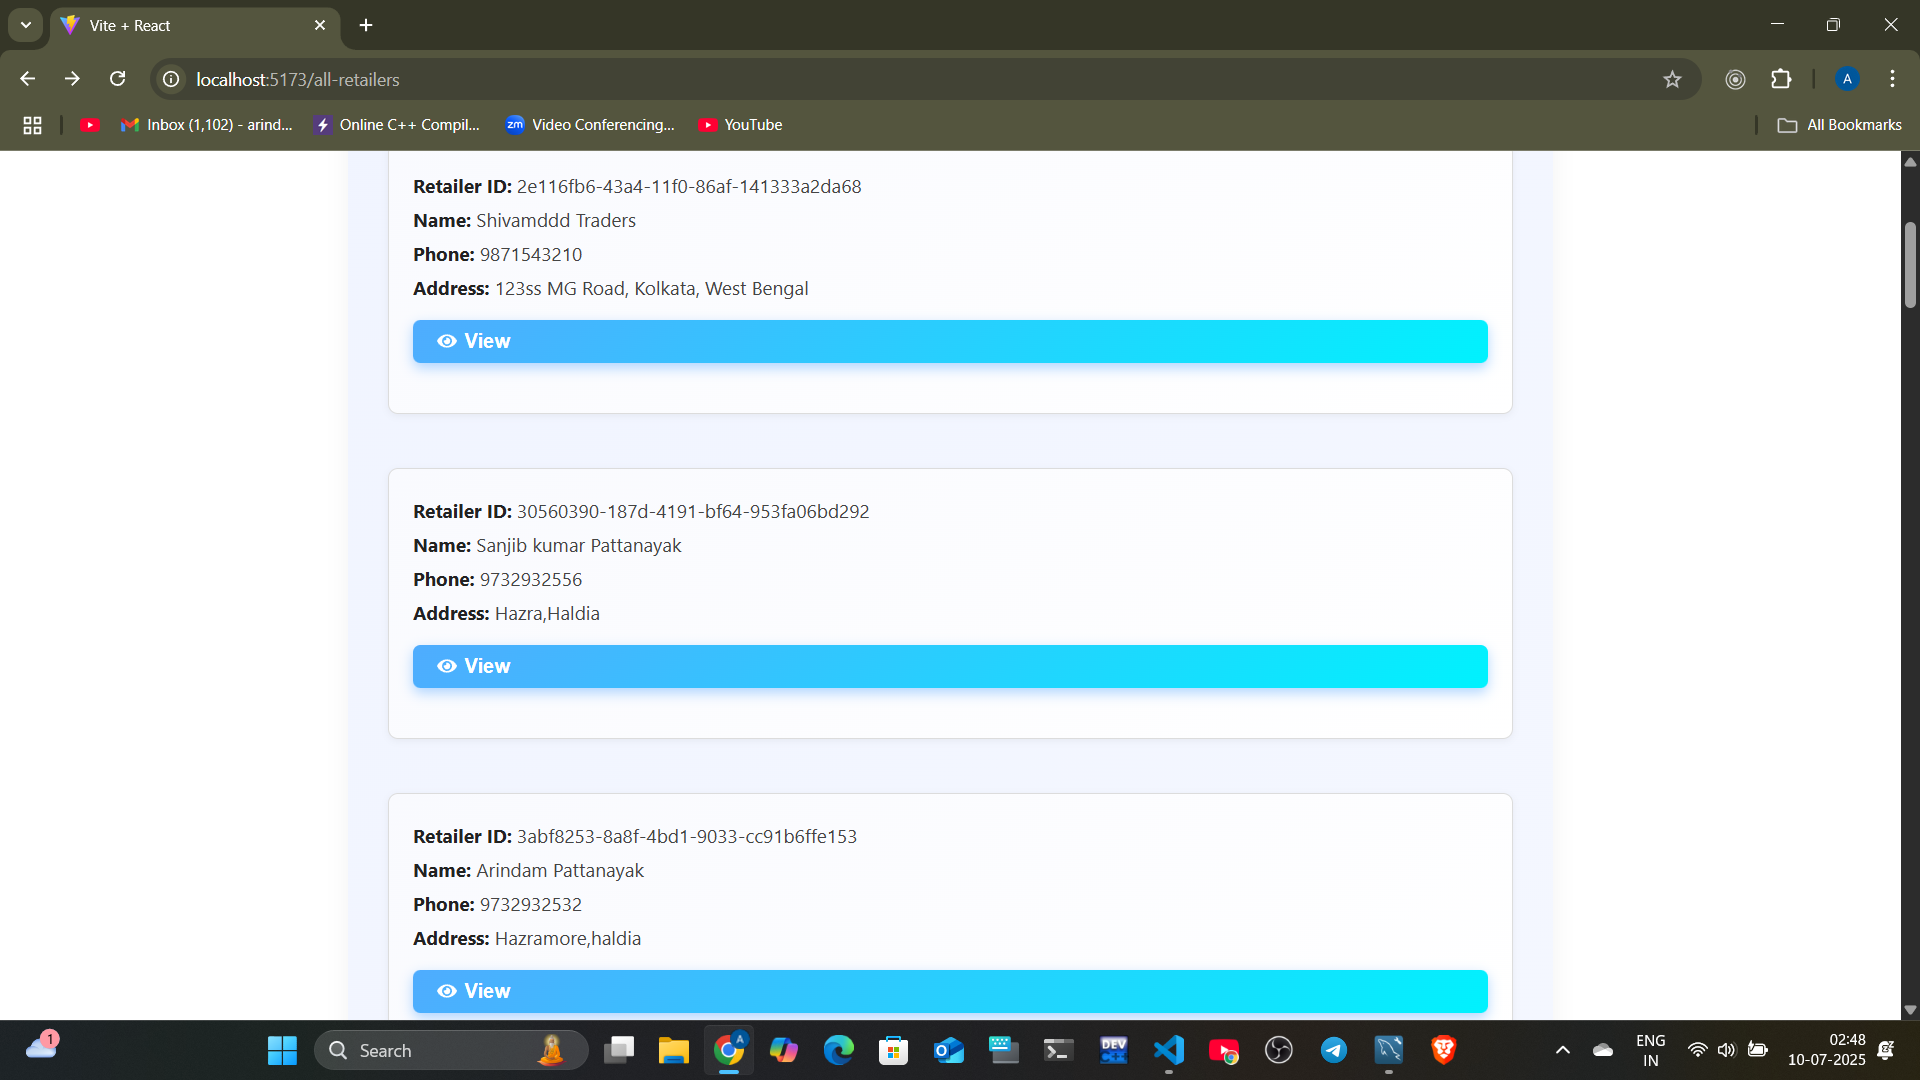 Vite + React
localhost:5173/all-retailers
A
Inbox (1,102) - arind...
Online C++ Compil...
zm Video Conferencing...
YouTube
All Bookmarks
Retailer ID: 2e116fb6-43a4-11f0-86af-141333a2da68
Name: Shivamddd Traders
Phone: 9871543210
Address: 123ss MG Road, Kolkata, West Bengal
View
Retailer ID: 30560390-187d-4191-bf64-953fa06bd292
Name: Sanjib kumar Pattanayak
Phone: 9732932556
Address: Hazra,Haldia
View
Retailer ID: 3abf8253-8a8f-4bd1-9033-cc91b6ffe153
Name: Arindam Pattanayak
Phone: 9732932532
Address: Hazramore,haldia
View
1
Search
A
DEV
ENG
IN
02:48
10-07-2025